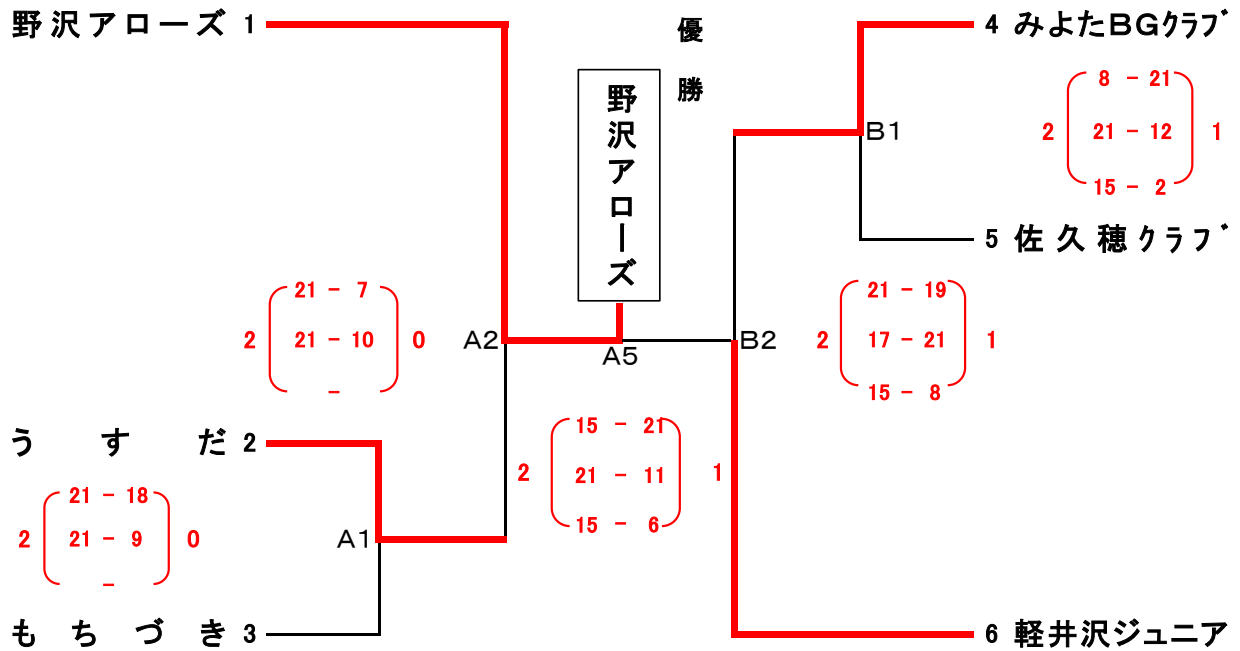 野沢アローズ 1
優勝
野沢アローズ
4 みよたBGクラブ
8 - 21
2 21 - 12 1
15 - 2
B1
5 佐久穂クラブ
21 - 7
2 21 - 10 0
-
A2
A5
B2
21 - 19
2 17 - 21 1
15 - 8
うすだ 2
21 - 18
2 21 - 9 0
-
A1
15 - 21
2 21 - 11 1
15 - 6
もちづき 3
6 軽井沢ジュニア